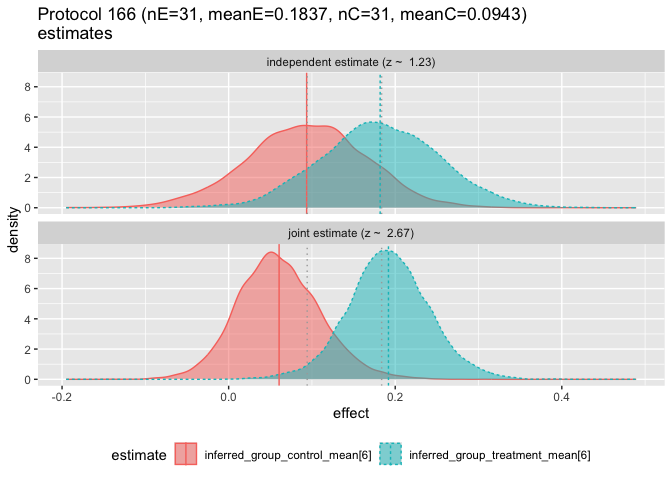 Protocol 166 (nE=31, meanE=0.1837, nC=31, meanC=0.0943)
estimates
independent estimate (z ~  1.23)
8
6
4
2
0
joint estimate (z ~  2.67)
8
6
4
2
0
density
-0.2
0.0
0.2
0.4
effect
estimate
inferred_group_control_mean[6]
inferred_group_treatment_mean[6]